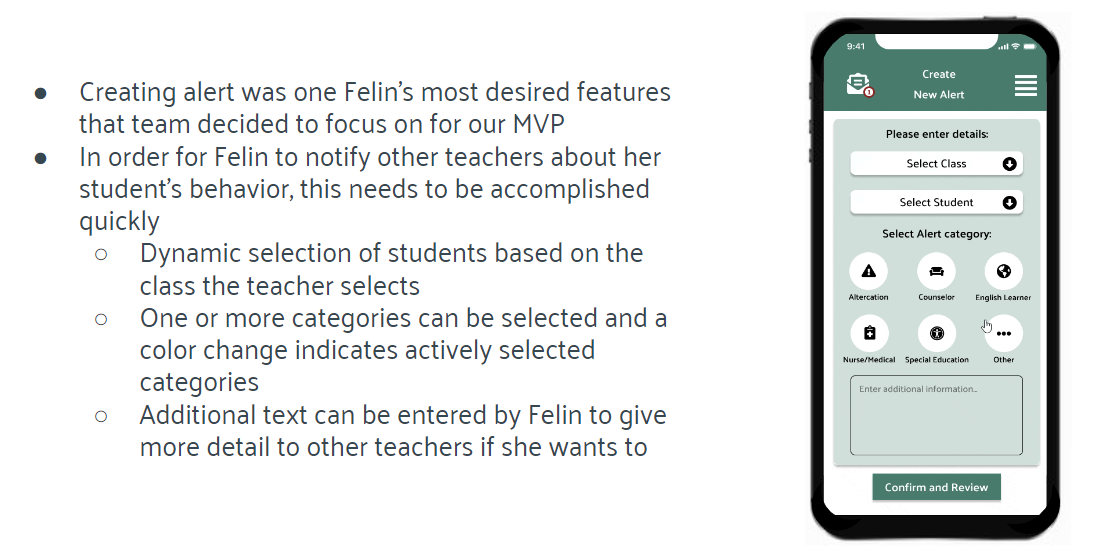 ● Creating alert was one Felin's most desired features
that team decided to focus on for our MVP
● In order for Felin to notify other teachers about her
student's behavior, this needs to be accomplished
quickly
○ Dynamic selection of students based on the
class the teacher selects
○ One or more categories can be selected and a
color change indicates actively selected
categories
○ Additional text can be entered by Felin to give
more detail to other teachers if she wants to
9:41
1
Create
New Alert
Please enter details:
Select Class
Select Student
Select Alert category:
Altercation Counselor English Learner
Nurse/Medical Special Education Other
Enter additional information..
Confirm and Review